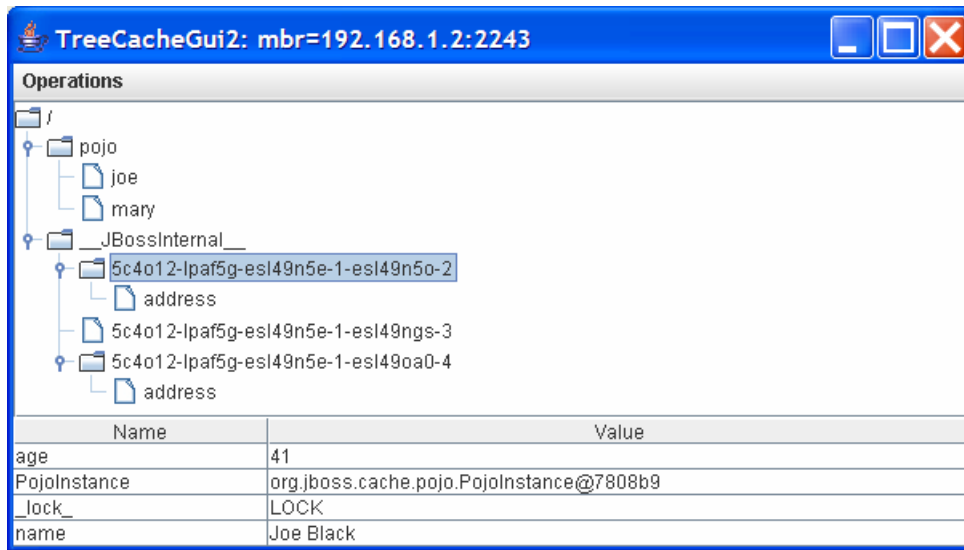 TreeCacheGui2: mbr=192.168.1.2:2243
Operations
/
pojo
joe
mary
__JBossInternal__
5c4o12-lpaf5g-esl49n5e-1-esl49n5o-2
address
5c4o12-lpaf5g-esl49n5e-1-esl49ngs-3
5c4o12-lpaf5g-esl49n5e-1-esl49oa0-4
address
Name Value
age 41
PojoInstance org.jboss.cache.pojo.PojoInstance@7808b9
_lock_ LOCK
name Joe Black